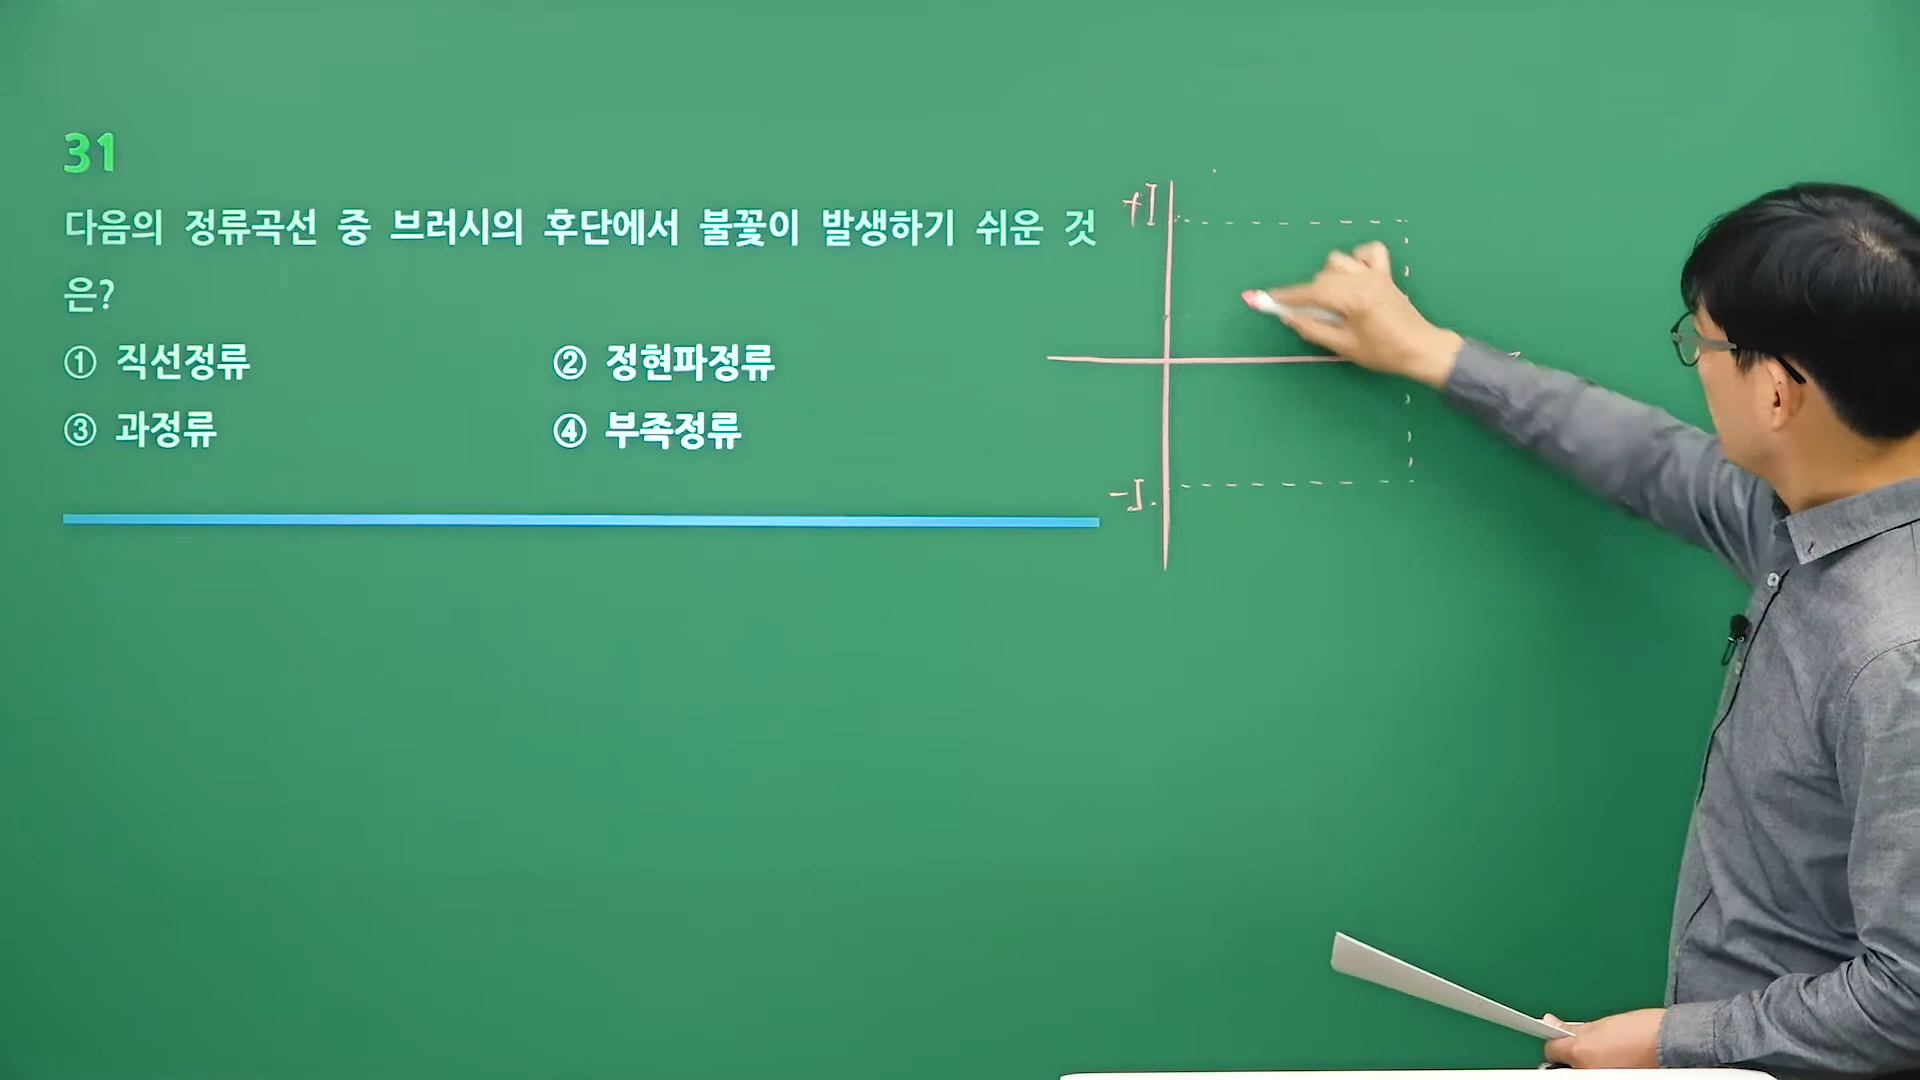 31
다음의 정류곡선 중 브러시의 후단에서 불꽃이 발생하기 쉬운 것
은?
① 직선정류 ② 정현파정류
③ 과정류 ④ 부족정류
+I
-I